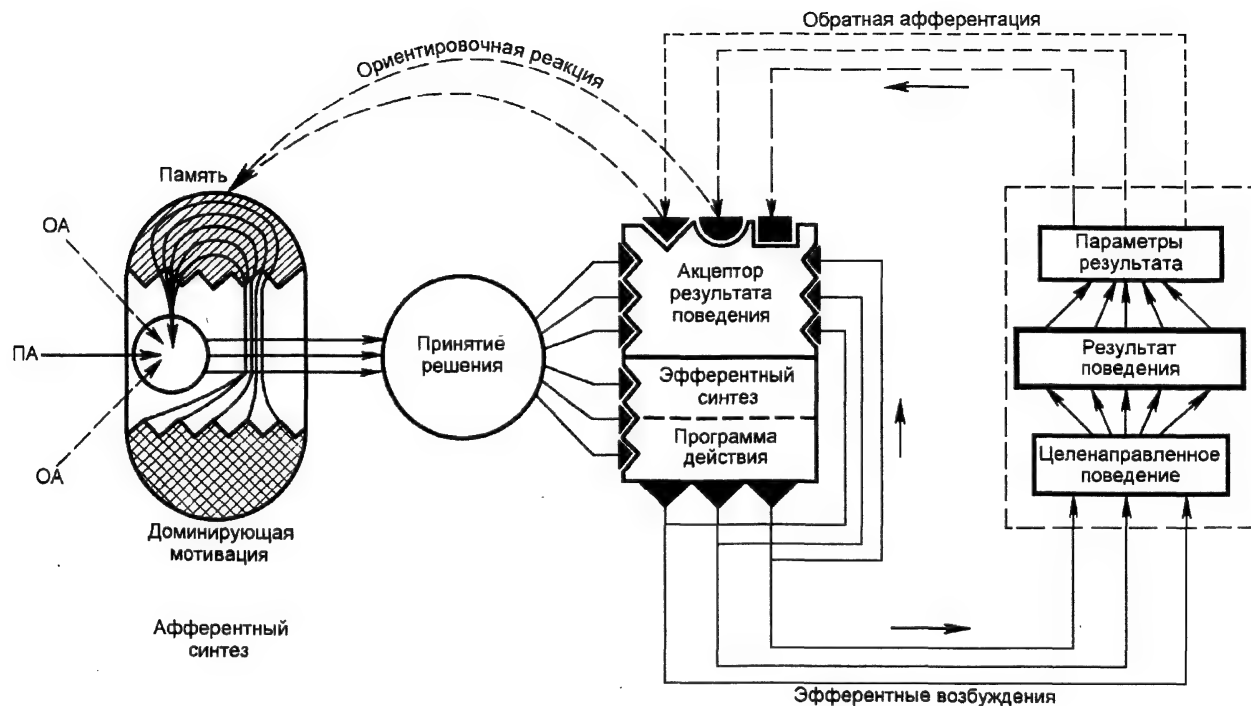 Обратная афферентация
Ориентировочная реакция
Память
ОА
ПА
ОА
Доминирующая
мотивация
Афферентный
синтез
Принятие
решения
Акцептор
результата
поведения
Эфферентный
синтез
Программа
действия
Параметры
результата
Результат
поведения
Целенаправленное
поведение
Эфферентные возбуждения